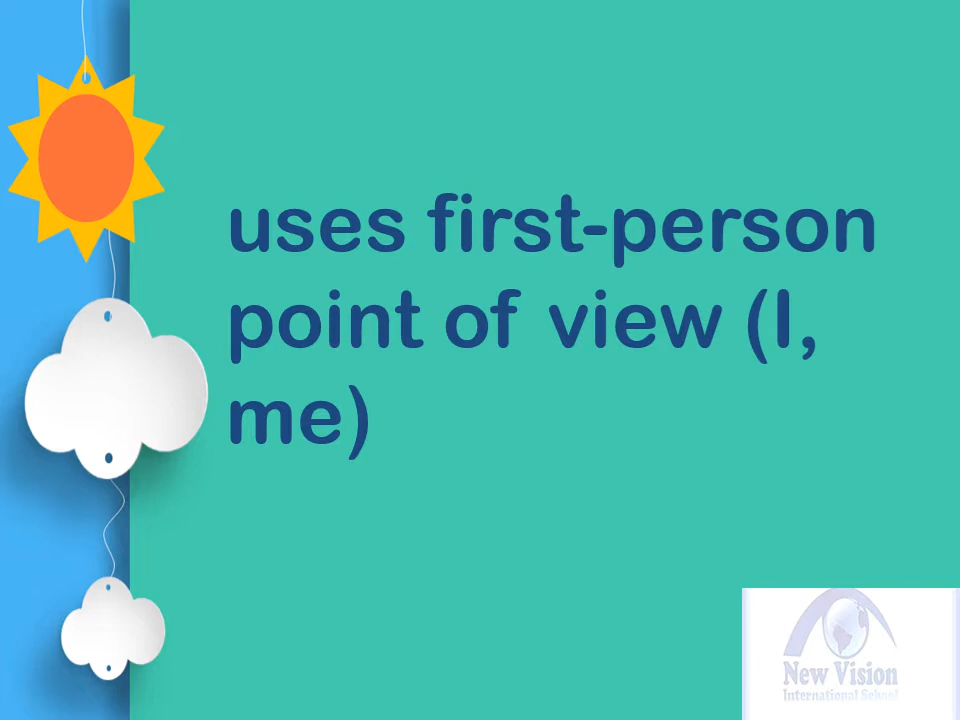 uses first-person
point of view (I,
me)
New Vision
International School